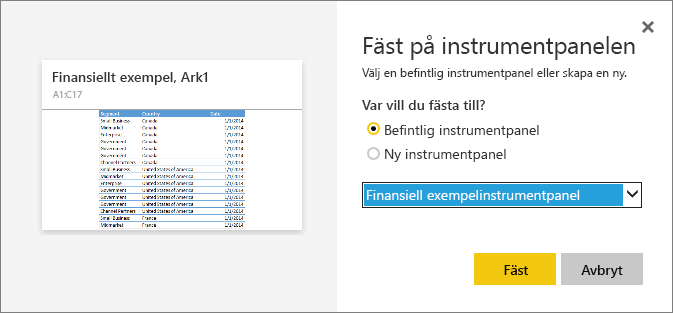 Finansiellt exempel, Ark1
A1:C17
Segment Country Date
Small Business Canada 1/1/2014
Midmarket Canada 1/1/2014
Enterprise Canada 1/1/2014
Government Canada 1/1/2014
Government Canada 1/1/2014
Government Canada 1/1/2014
Channel Partners Canada 1/1/2014
Small Business United States of America 1/1/2014
Midmarket United States of America 1/1/2014
Enterprise United States of America 1/1/2014
Government United States of America 1/1/2014
Government United States of America 1/1/2014
Government United States of America 1/1/2014
Channel Partners United States of America 1/1/2014
Small Business France 1/1/2014
Midmarket France 1/1/2014
Fäst på instrumentpanelen
Välj en befintlig instrumentpanel eller skapa en ny.
Var vill du fästa till?
Befintlig instrumentpanel
Ny instrumentpanel
Finansiell exempelinstrumentpanel
Fäst Avbryt